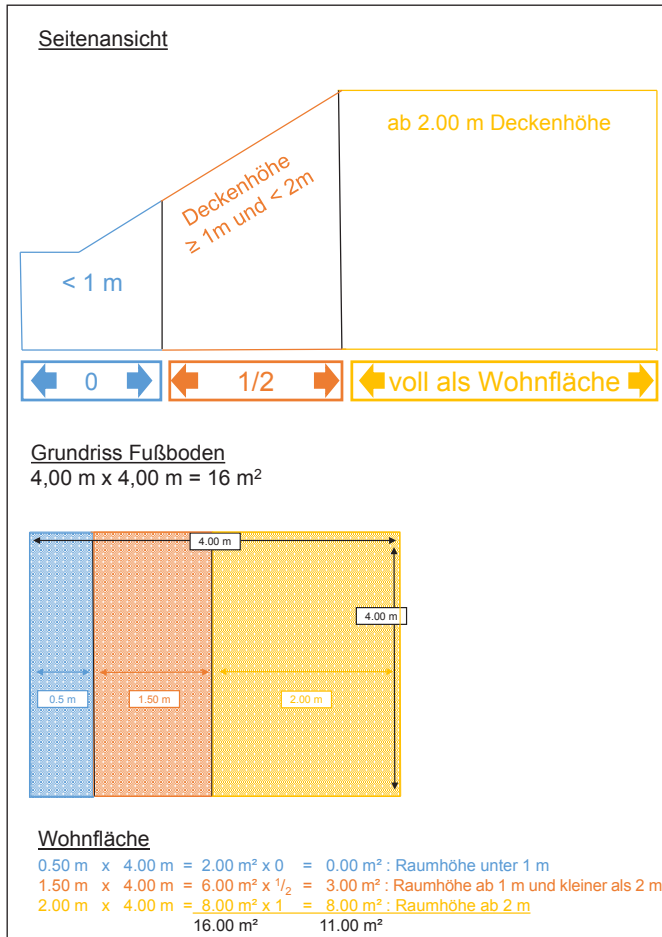 Seitenansicht
ab 2.00 m Deckenhöhe
Deckenhöhe
≥ 1m und < 2m
< 1 m
0
1/2
voll als Wohnfläche
Grundriss Fußboden
4,00 m x 4,00 m = 16 m²
4.00 m
4.00 m
0.5 m
1.50 m
2.00 m
Wohnfläche
0.50 m x 4.00 m = 2.00 m² x 0 = 0.00 m² : Raumhöhe unter 1 m
1.50 m x 4.00 m = 6.00 m² x 1/2 = 3.00 m² : Raumhöhe ab 1 m und kleiner als 2 m
2.00 m x 4.00 m = 8.00 m² x 1 = 8.00 m² : Raumhöhe ab 2 m
16.00 m² 11.00 m²